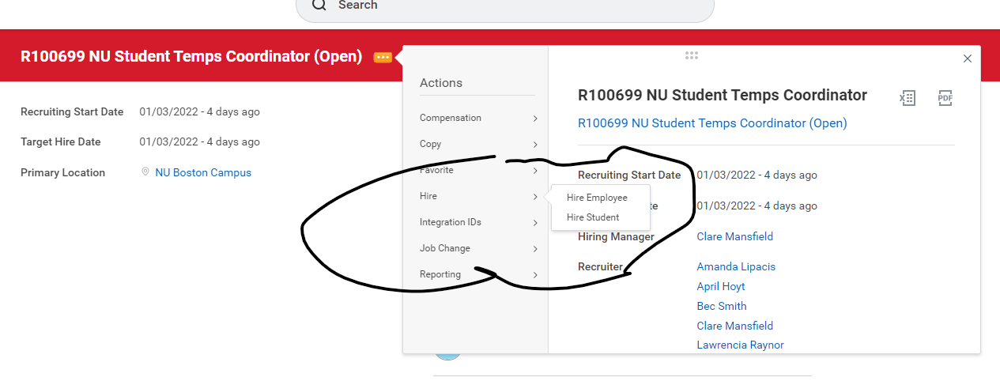 Search
R100699 NU Student Temps Coordinator (Open)
Recruiting Start Date 01/03/2022 - 4 days ago
Target Hire Date 01/03/2022 - 4 days ago
Primary Location NU Boston Campus
Actions
Compensation
Copy
Favorite
Hire
Integration IDs
Job Change
Reporting
Hire Employee
Hire Student
R100699 NU Student Temps Coordinator
X PDF
R100699 NU Student Temps Coordinator (Open)
Recruiting Start Date 01/03/2022 - 4 days ago
01/03/2022 - 4 days ago
Hiring Manager Clare Mansfield
Recruiter Amanda Lipacis
April Hoyt
Bec Smith
Clare Mansfield
Lawrencia Raynor